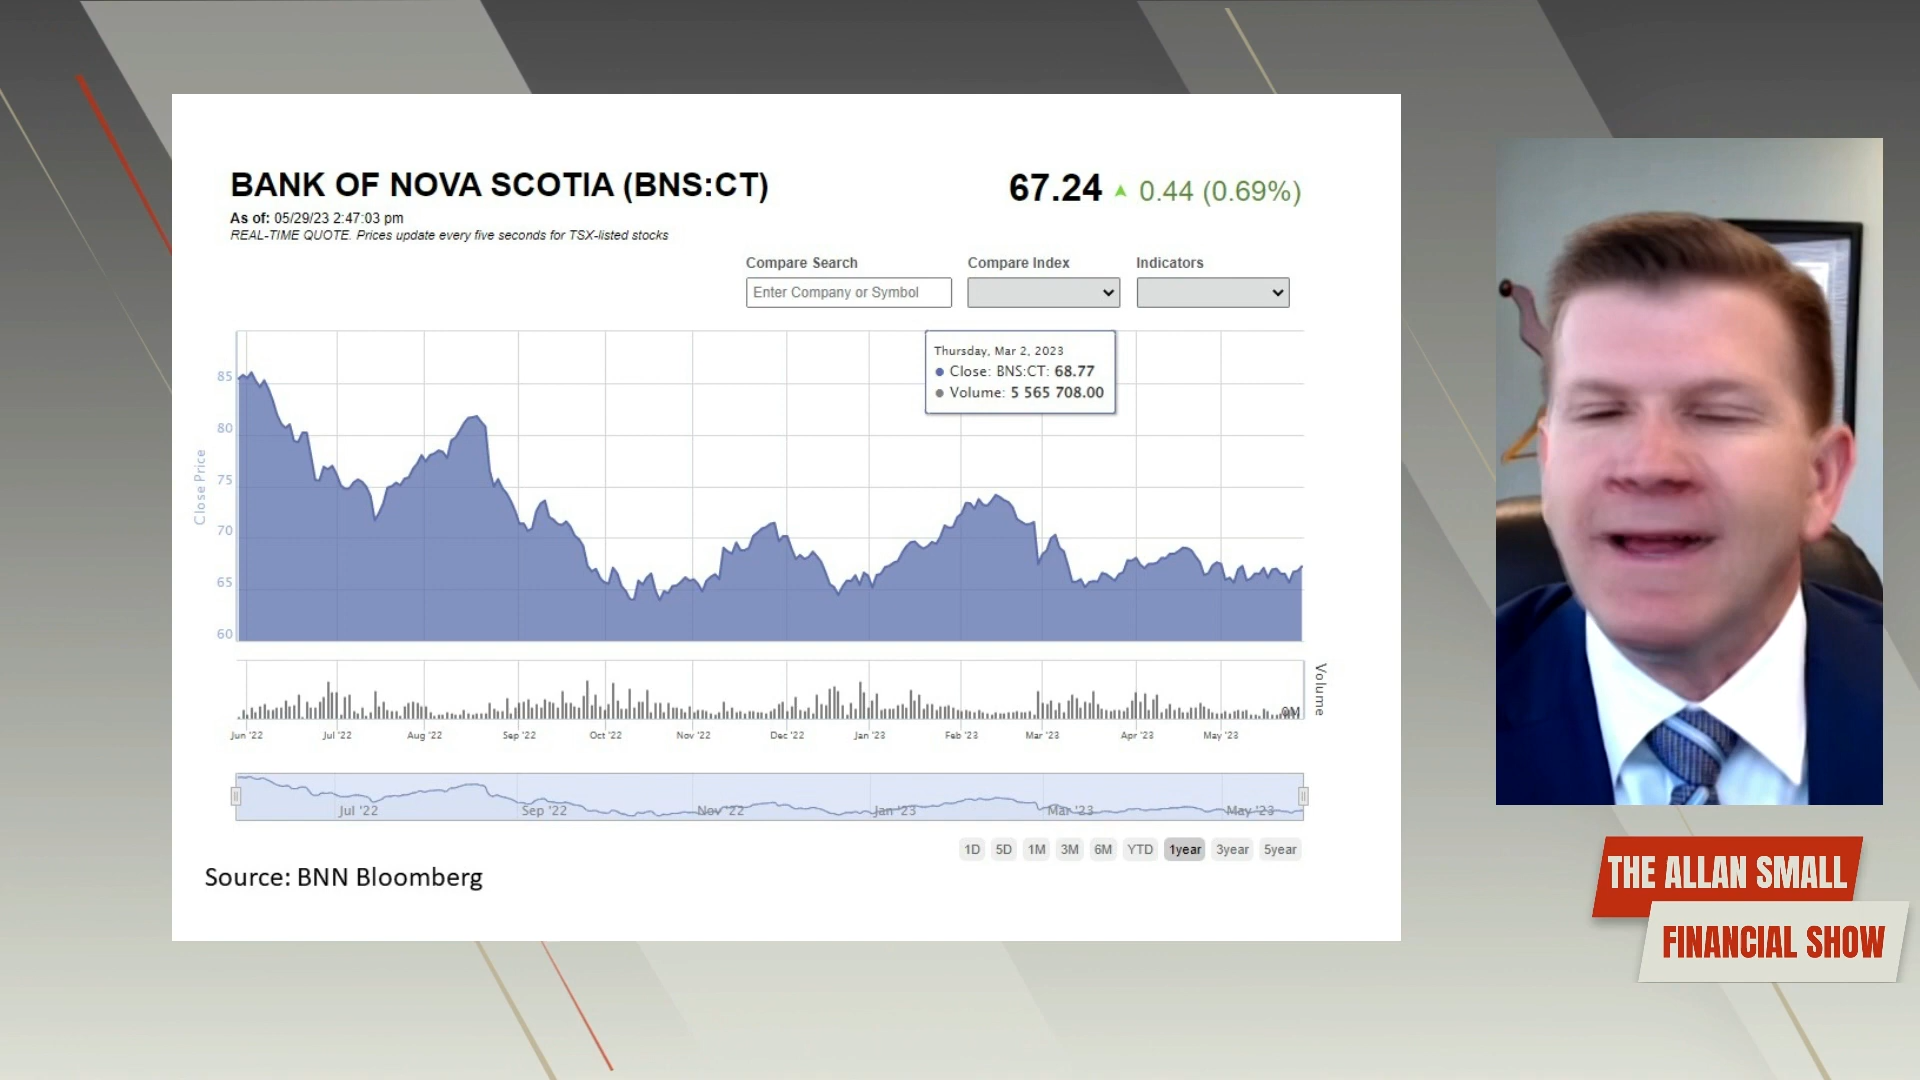 BANK OF NOVA SCOTIA (BNS:CT)
67.24 ▲ 0.44 (0.69%)
As of: 05/29/23 2:47:03 pm
REAL-TIME QUOTE. Prices update every five seconds for TSX-listed stocks
Compare Search
Compare Index
Indicators
Enter Company or Symbol
Thursday, Mar 2, 2023
Close: BNS:CT: 68.77
Volume: 5 565 708.00
Close Price
85
80
75
70
65
60
Volume
0M
Jun '22 Jul '22 Aug '22 Sep '22 Oct '22 Nov '22 Dec '22 Jan '23 Feb '23 Mar '23 Apr '23 May '23
Jul '22 Sep '22 Nov '22 Jan '23 Mar '23 May '23
1D 5D 1M 3M 6M YTD 1year 3year 5year
Source: BNN Bloomberg
THE ALLAN SMALL
FINANCIAL SHOW